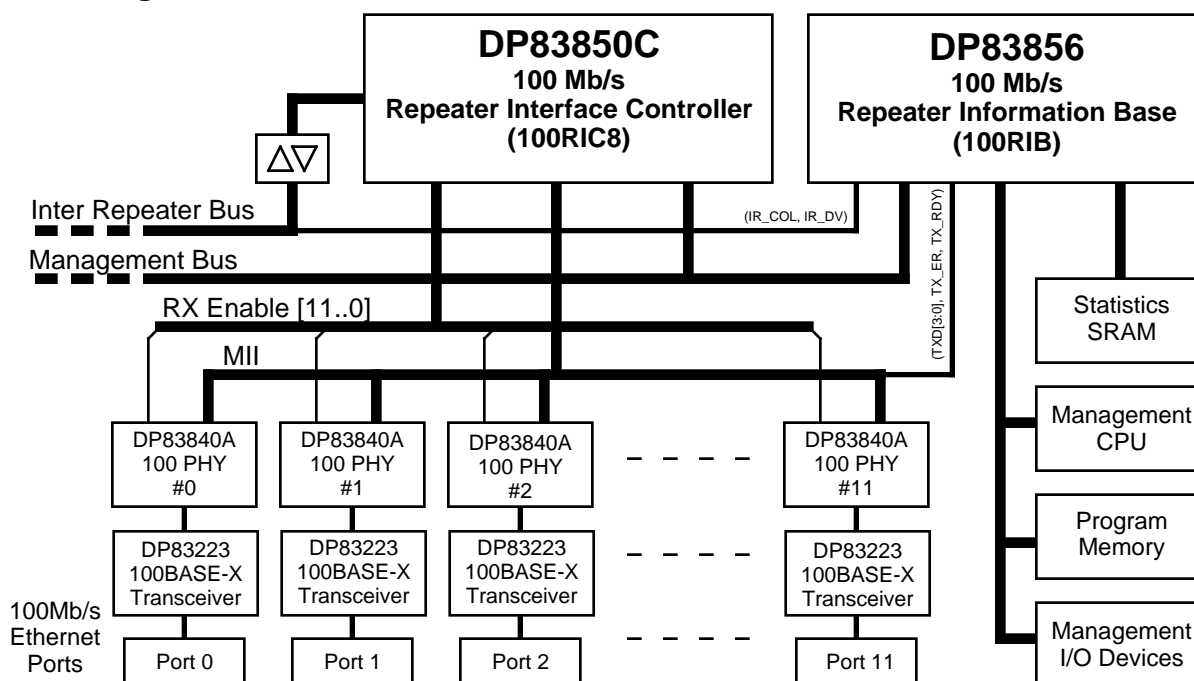 DP83850C
100 Mb/s
Repeater Interface Controller
(100RIC8)
DP83856
100 Mb/s
Repeater Information Base
(100RIB)
Inter Repeater Bus
(IR_COL, IR_DV)
Management Bus
(TXD[3:0], TX_ER, TX_RDY)
RX Enable [11..0]
MII
Statistics
SRAM
Management
CPU
Program
Memory
Management
I/O Devices
DP83840A
100 PHY
#0
DP83840A
100 PHY
#1
DP83840A
100 PHY
#2
DP83840A
100 PHY
#11
DP83223
100BASE-X
Transceiver
DP83223
100BASE-X
Transceiver
DP83223
100BASE-X
Transceiver
DP83223
100BASE-X
Transceiver
100Mb/s
Ethernet
Ports
Port 0
Port 1
Port 2
Port 11